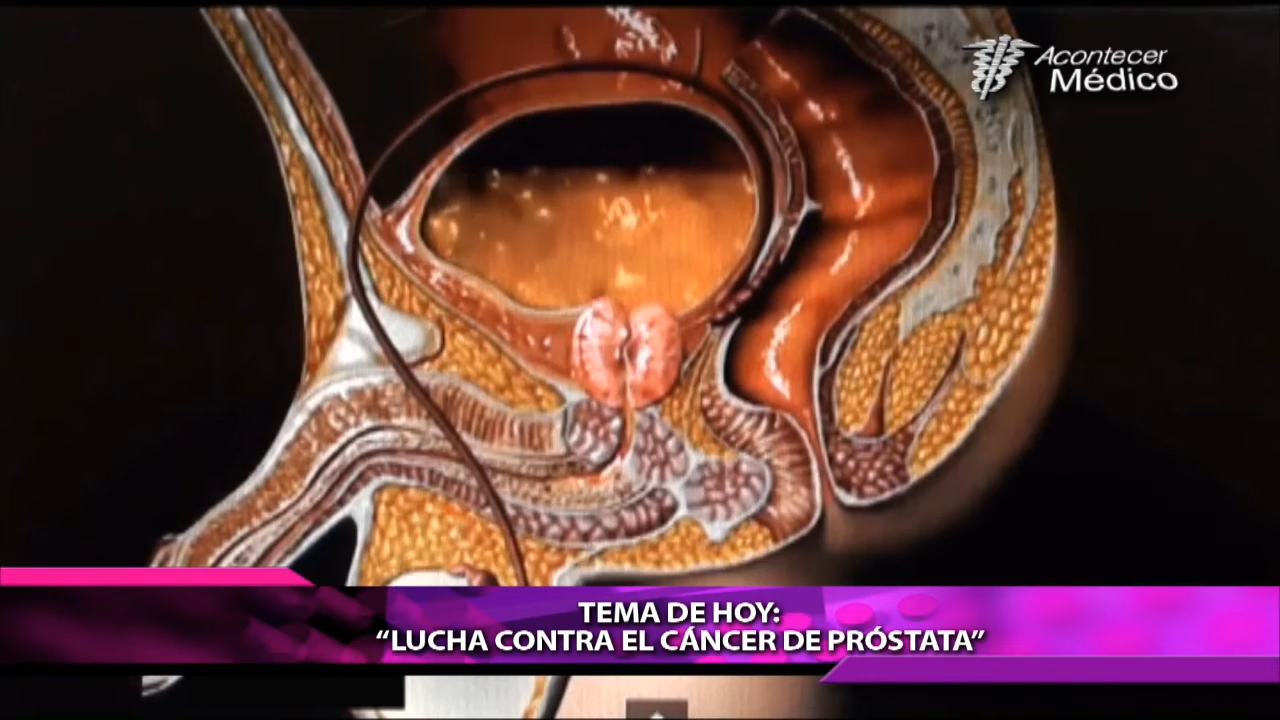 Acontecer
Médico
TEMA DE HOY:
“LUCHA CONTRA EL CÁNCER DE PRÓSTATA”